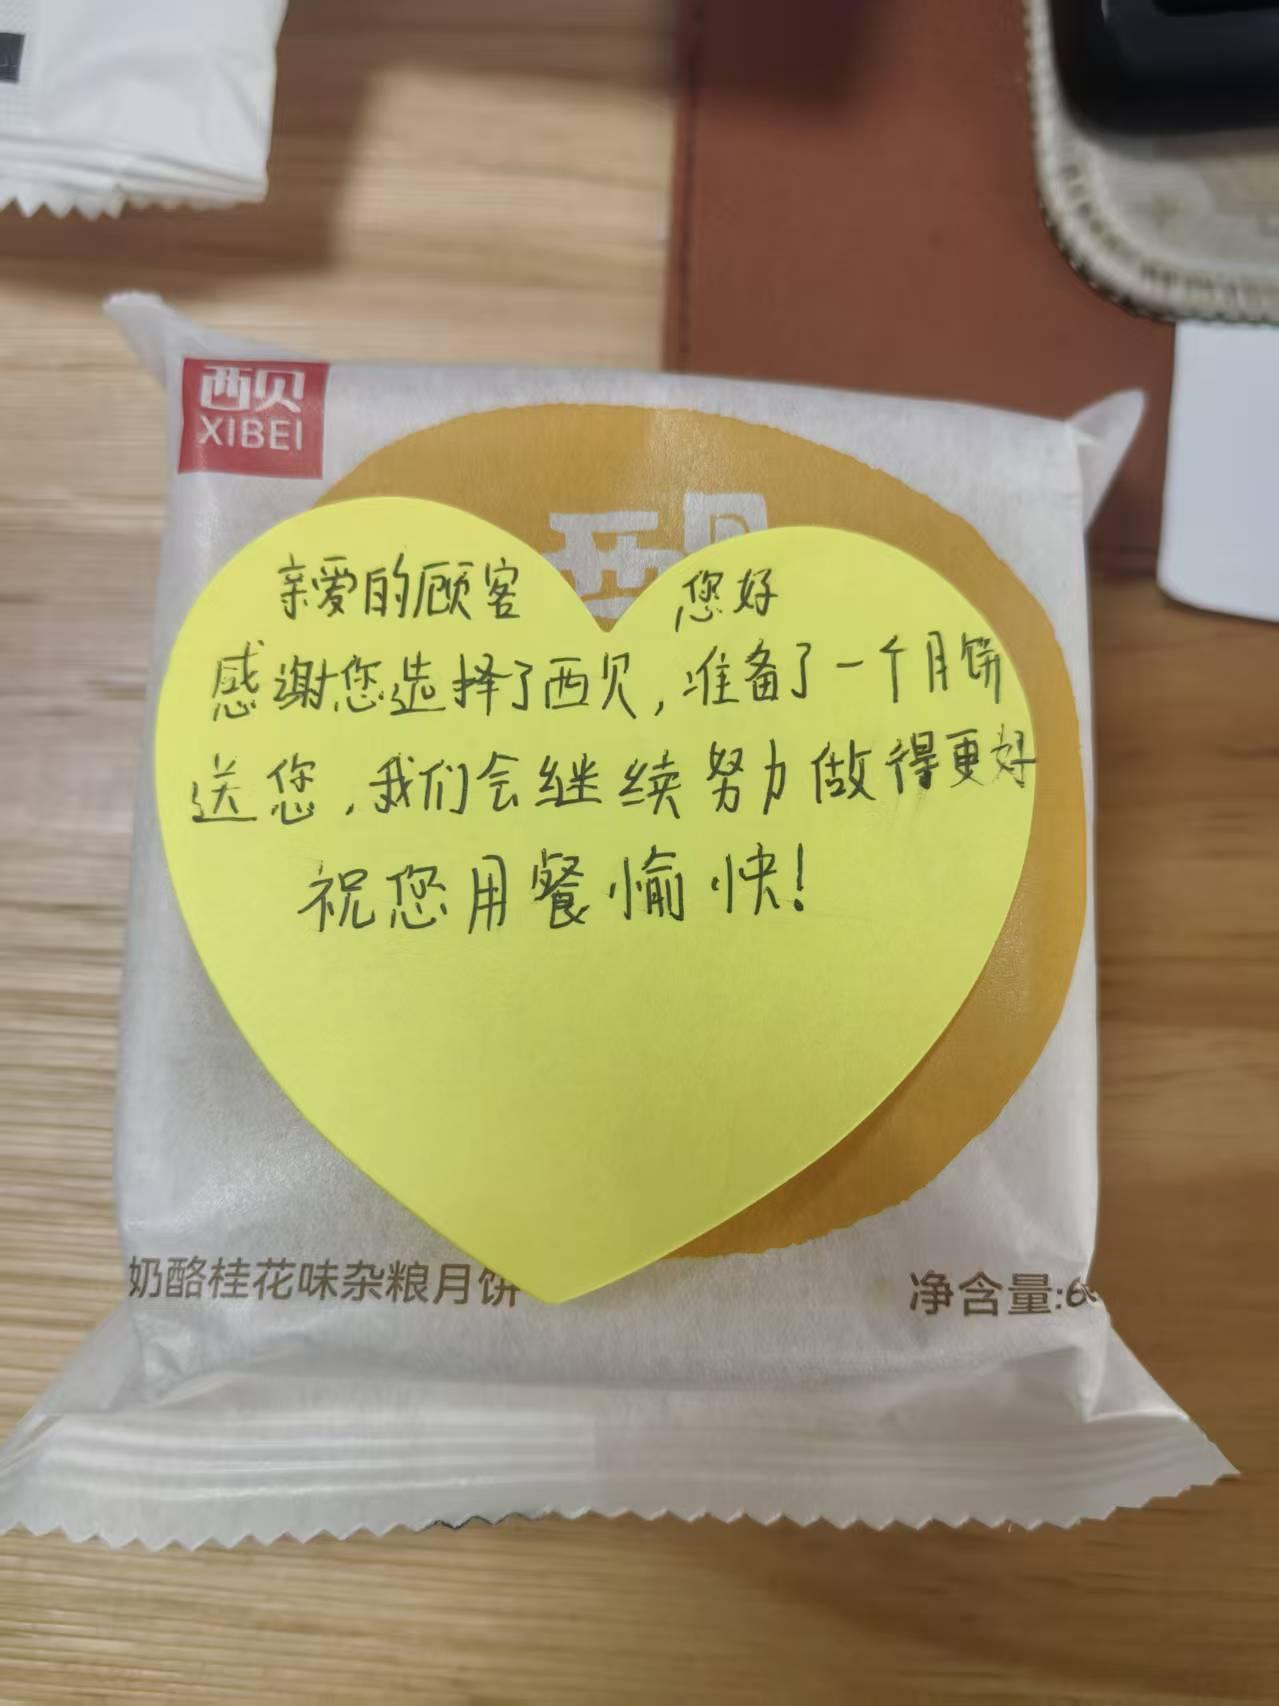 西贝
XIBEI
亲爱的顾客 您好
感谢您选择了西贝，准备了一个月饼
送您，我们会继续努力做得更好
祝您用餐愉快！
奶酪桂花味杂粮月饼
净含量:6